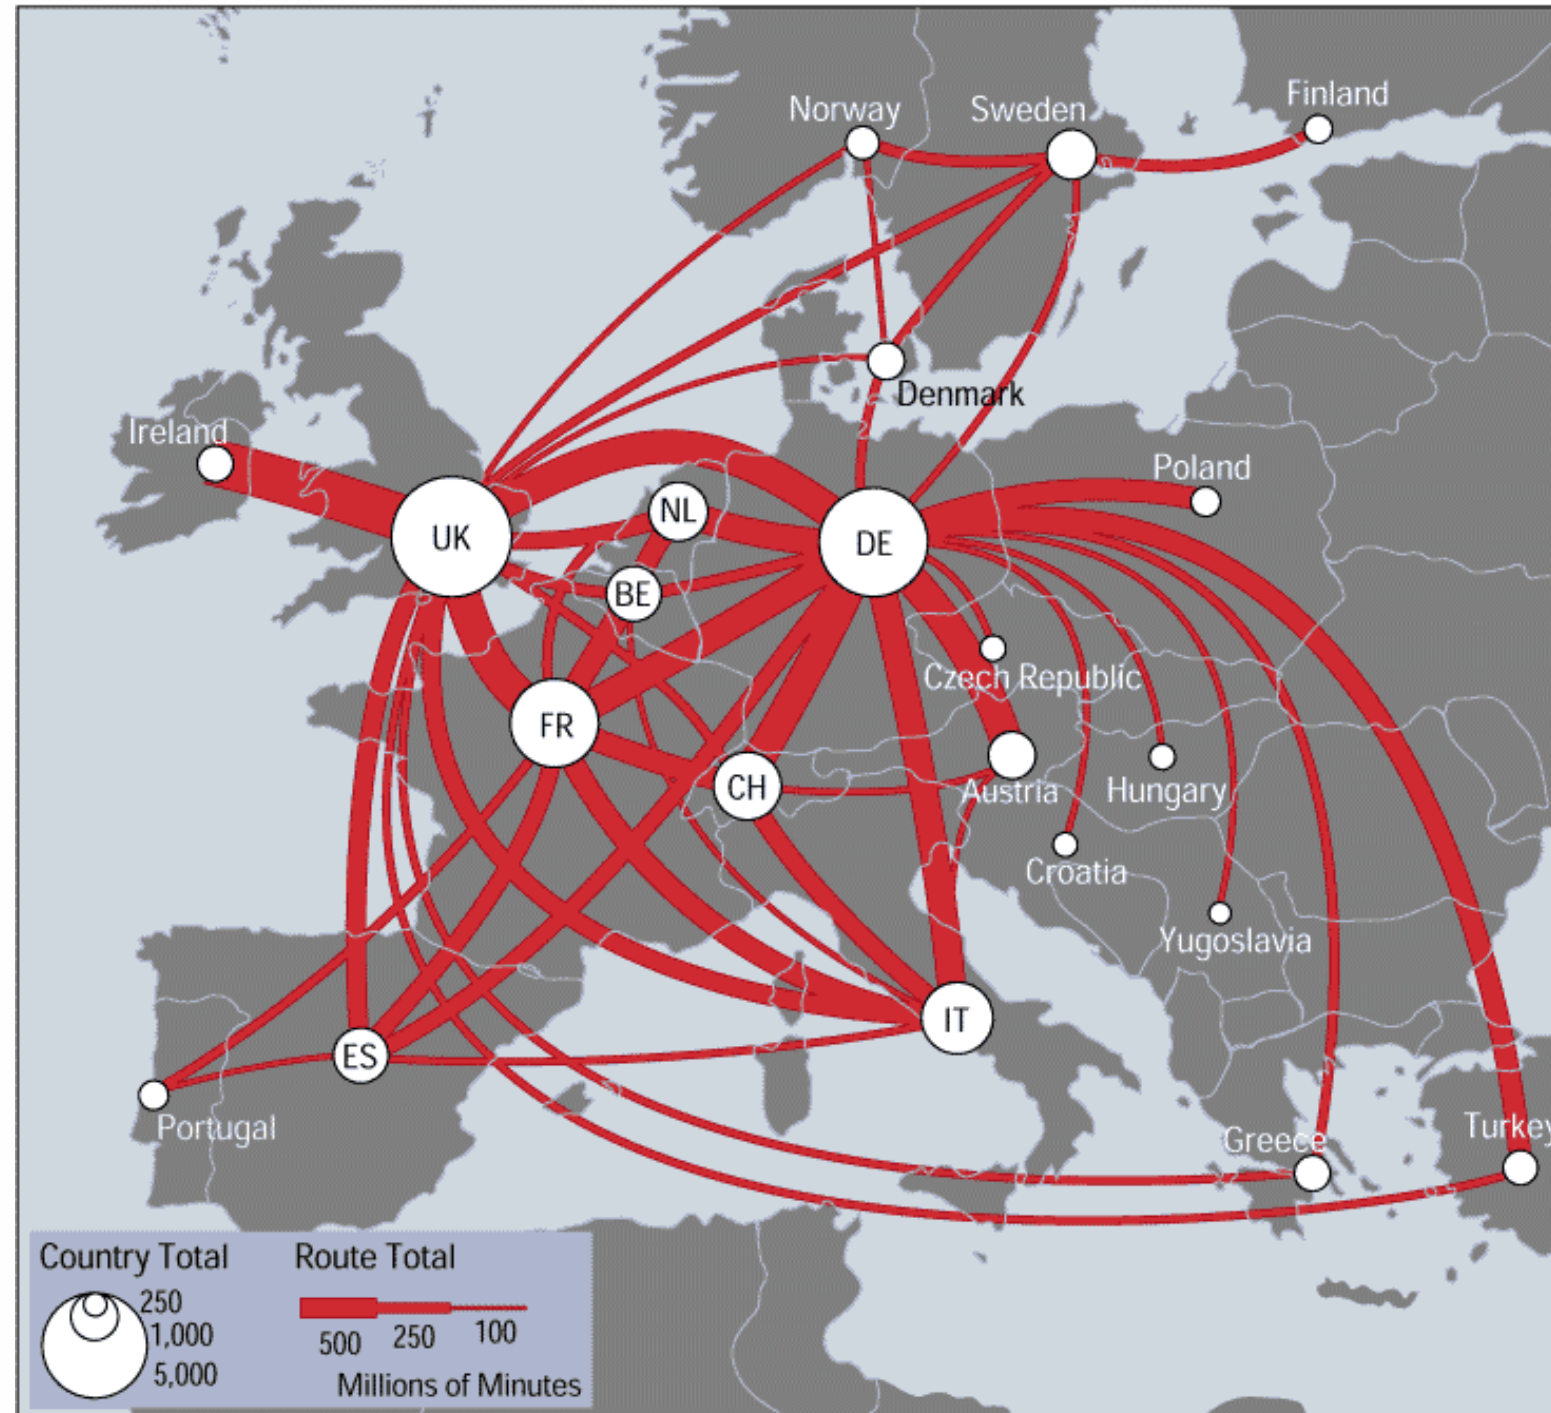 Norway
Sweden
Finland
Denmark
Ireland
Poland
UK
NL
DE
BE
Czech Republic
FR
CH
Austria
Hungary
Croatia
Yugoslavia
IT
ES
Portugal
Greece
Turkey
Country Total
250
1,000
5,000
Route Total
500
250
100
Millions of Minutes